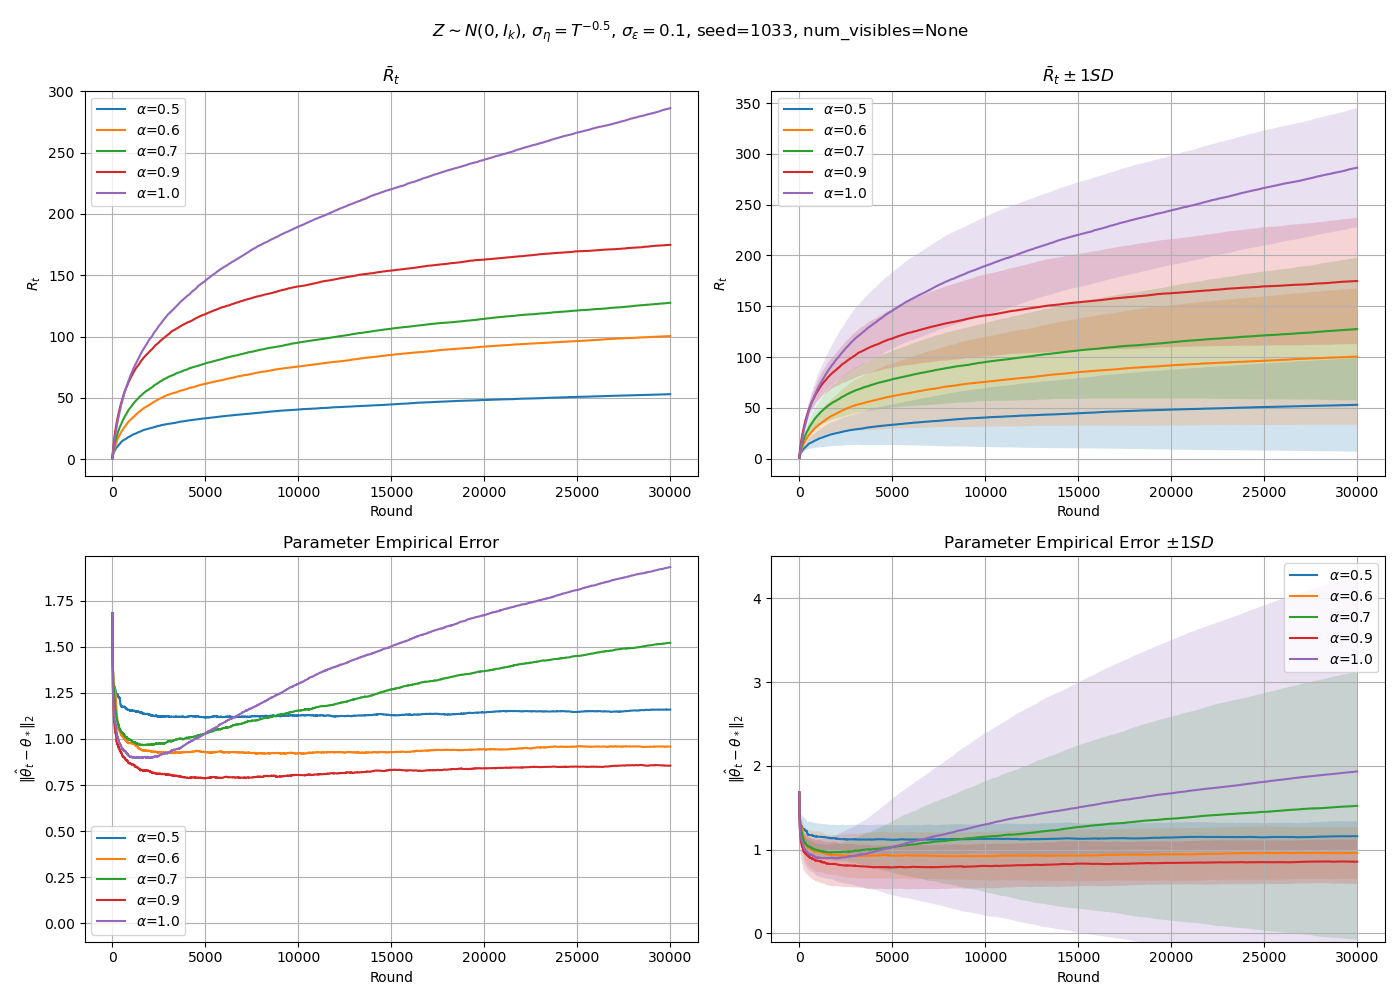 Z ∼ N(0, I_k), σ_η = T^{−0.5}, σ_ε = 0.1, seed=1033, num_visibles=None
R̄_t
300
250
200
150
100
50
0
R_t
α=0.5
α=0.6
α=0.7
α=0.9
α=1.0
0 5000 10000 15000 20000 25000 30000
Round
R̄_t ± 1SD
350
300
250
200
150
100
50
0
R_t
α=0.5
α=0.6
α=0.7
α=0.9
α=1.0
0 5000 10000 15000 20000 25000 30000
Round
Parameter Empirical Error
1.75
1.50
1.25
1.00
0.75
0.50
0.25
0.00
‖θ̂_t − θ_*‖_2
α=0.5
α=0.6
α=0.7
α=0.9
α=1.0
0 5000 10000 15000 20000 25000 30000
Round
Parameter Empirical Error ±1SD
4
3
2
1
0
‖θ̂_t − θ_*‖_2
α=0.5
α=0.6
α=0.7
α=0.9
α=1.0
0 5000 10000 15000 20000 25000 30000
Round